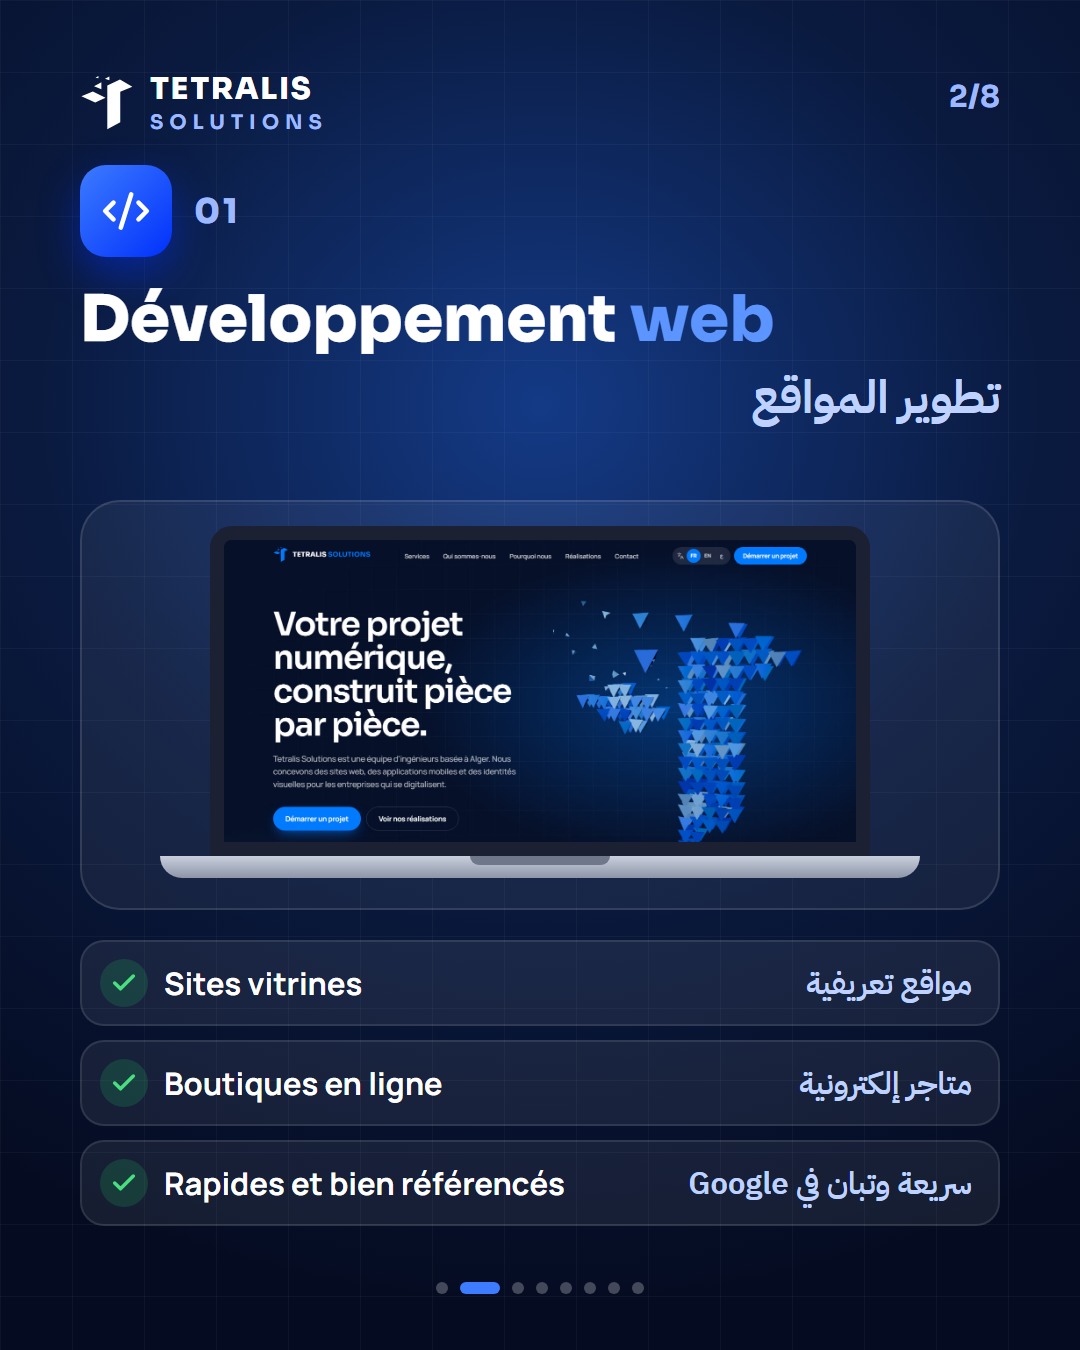 TETRALIS
SOLUTIONS
2/8
</>
01
Développement web
تطوير المواقع
TETRALIS SOLUTIONS
Services Qui sommes-nous Pourquoi nous Réalisations Contact
FR EN ع Démarrer un projet
Votre projet
numérique,
construit pièce
par pièce.
Tetralis Solutions est une équipe d'ingénieurs basée à Alger. Nous
concevons des sites web, des applications mobiles et des identités
visuelles pour les entreprises qui se digitalisent.
Démarrer un projet Voir nos réalisations
Sites vitrines مواقع تعريفية
Boutiques en ligne متاجر إلكترونية
Rapides et bien référencés سريعة وتبان في Google